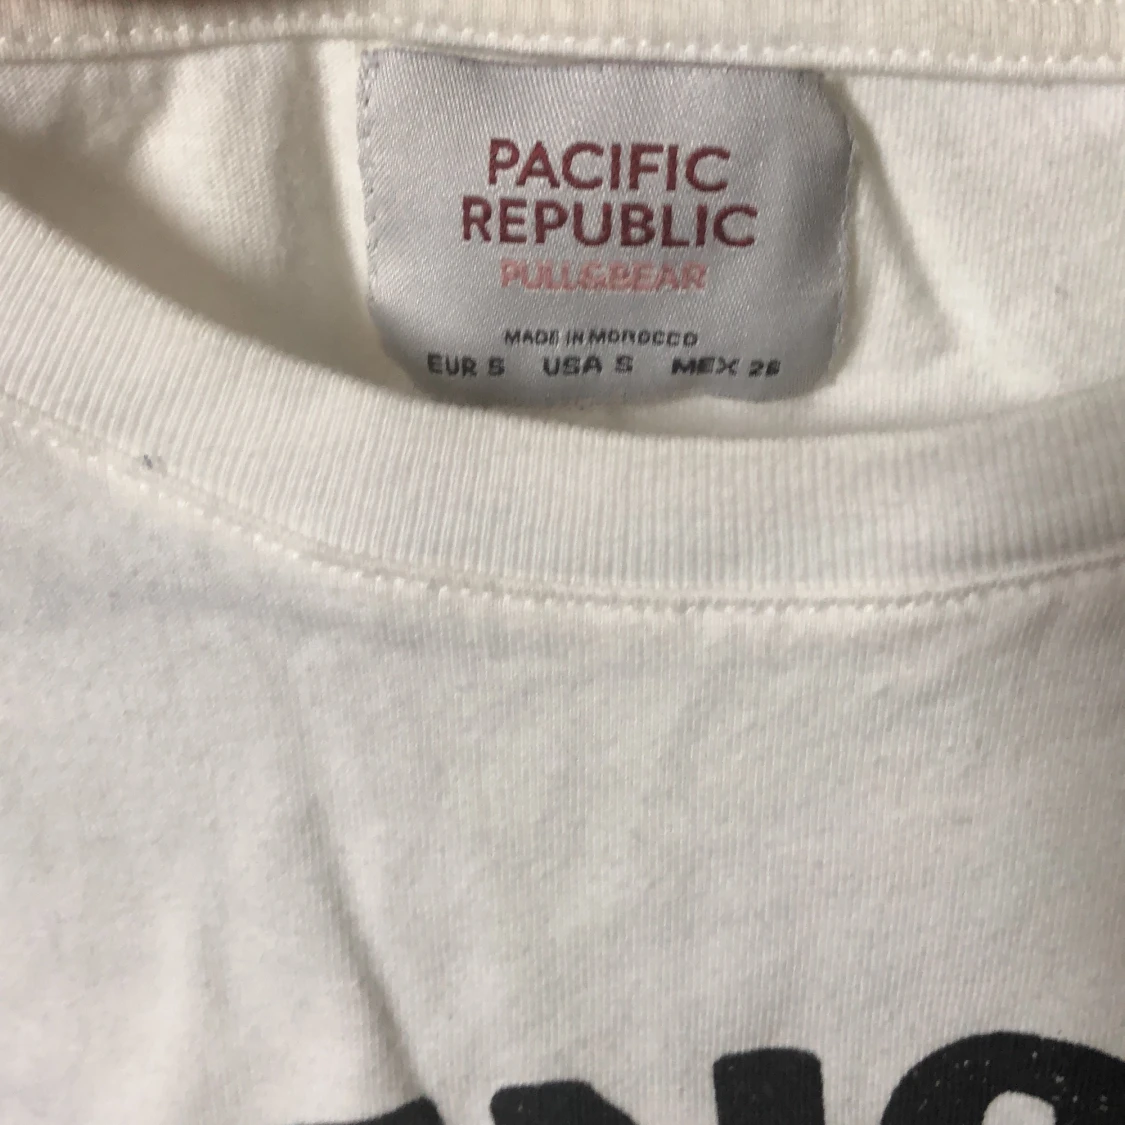 PACIFIC
REPUBLIC
PULL&BEAR
MADE IN MOROCCO
EUR S USA S MEX 26